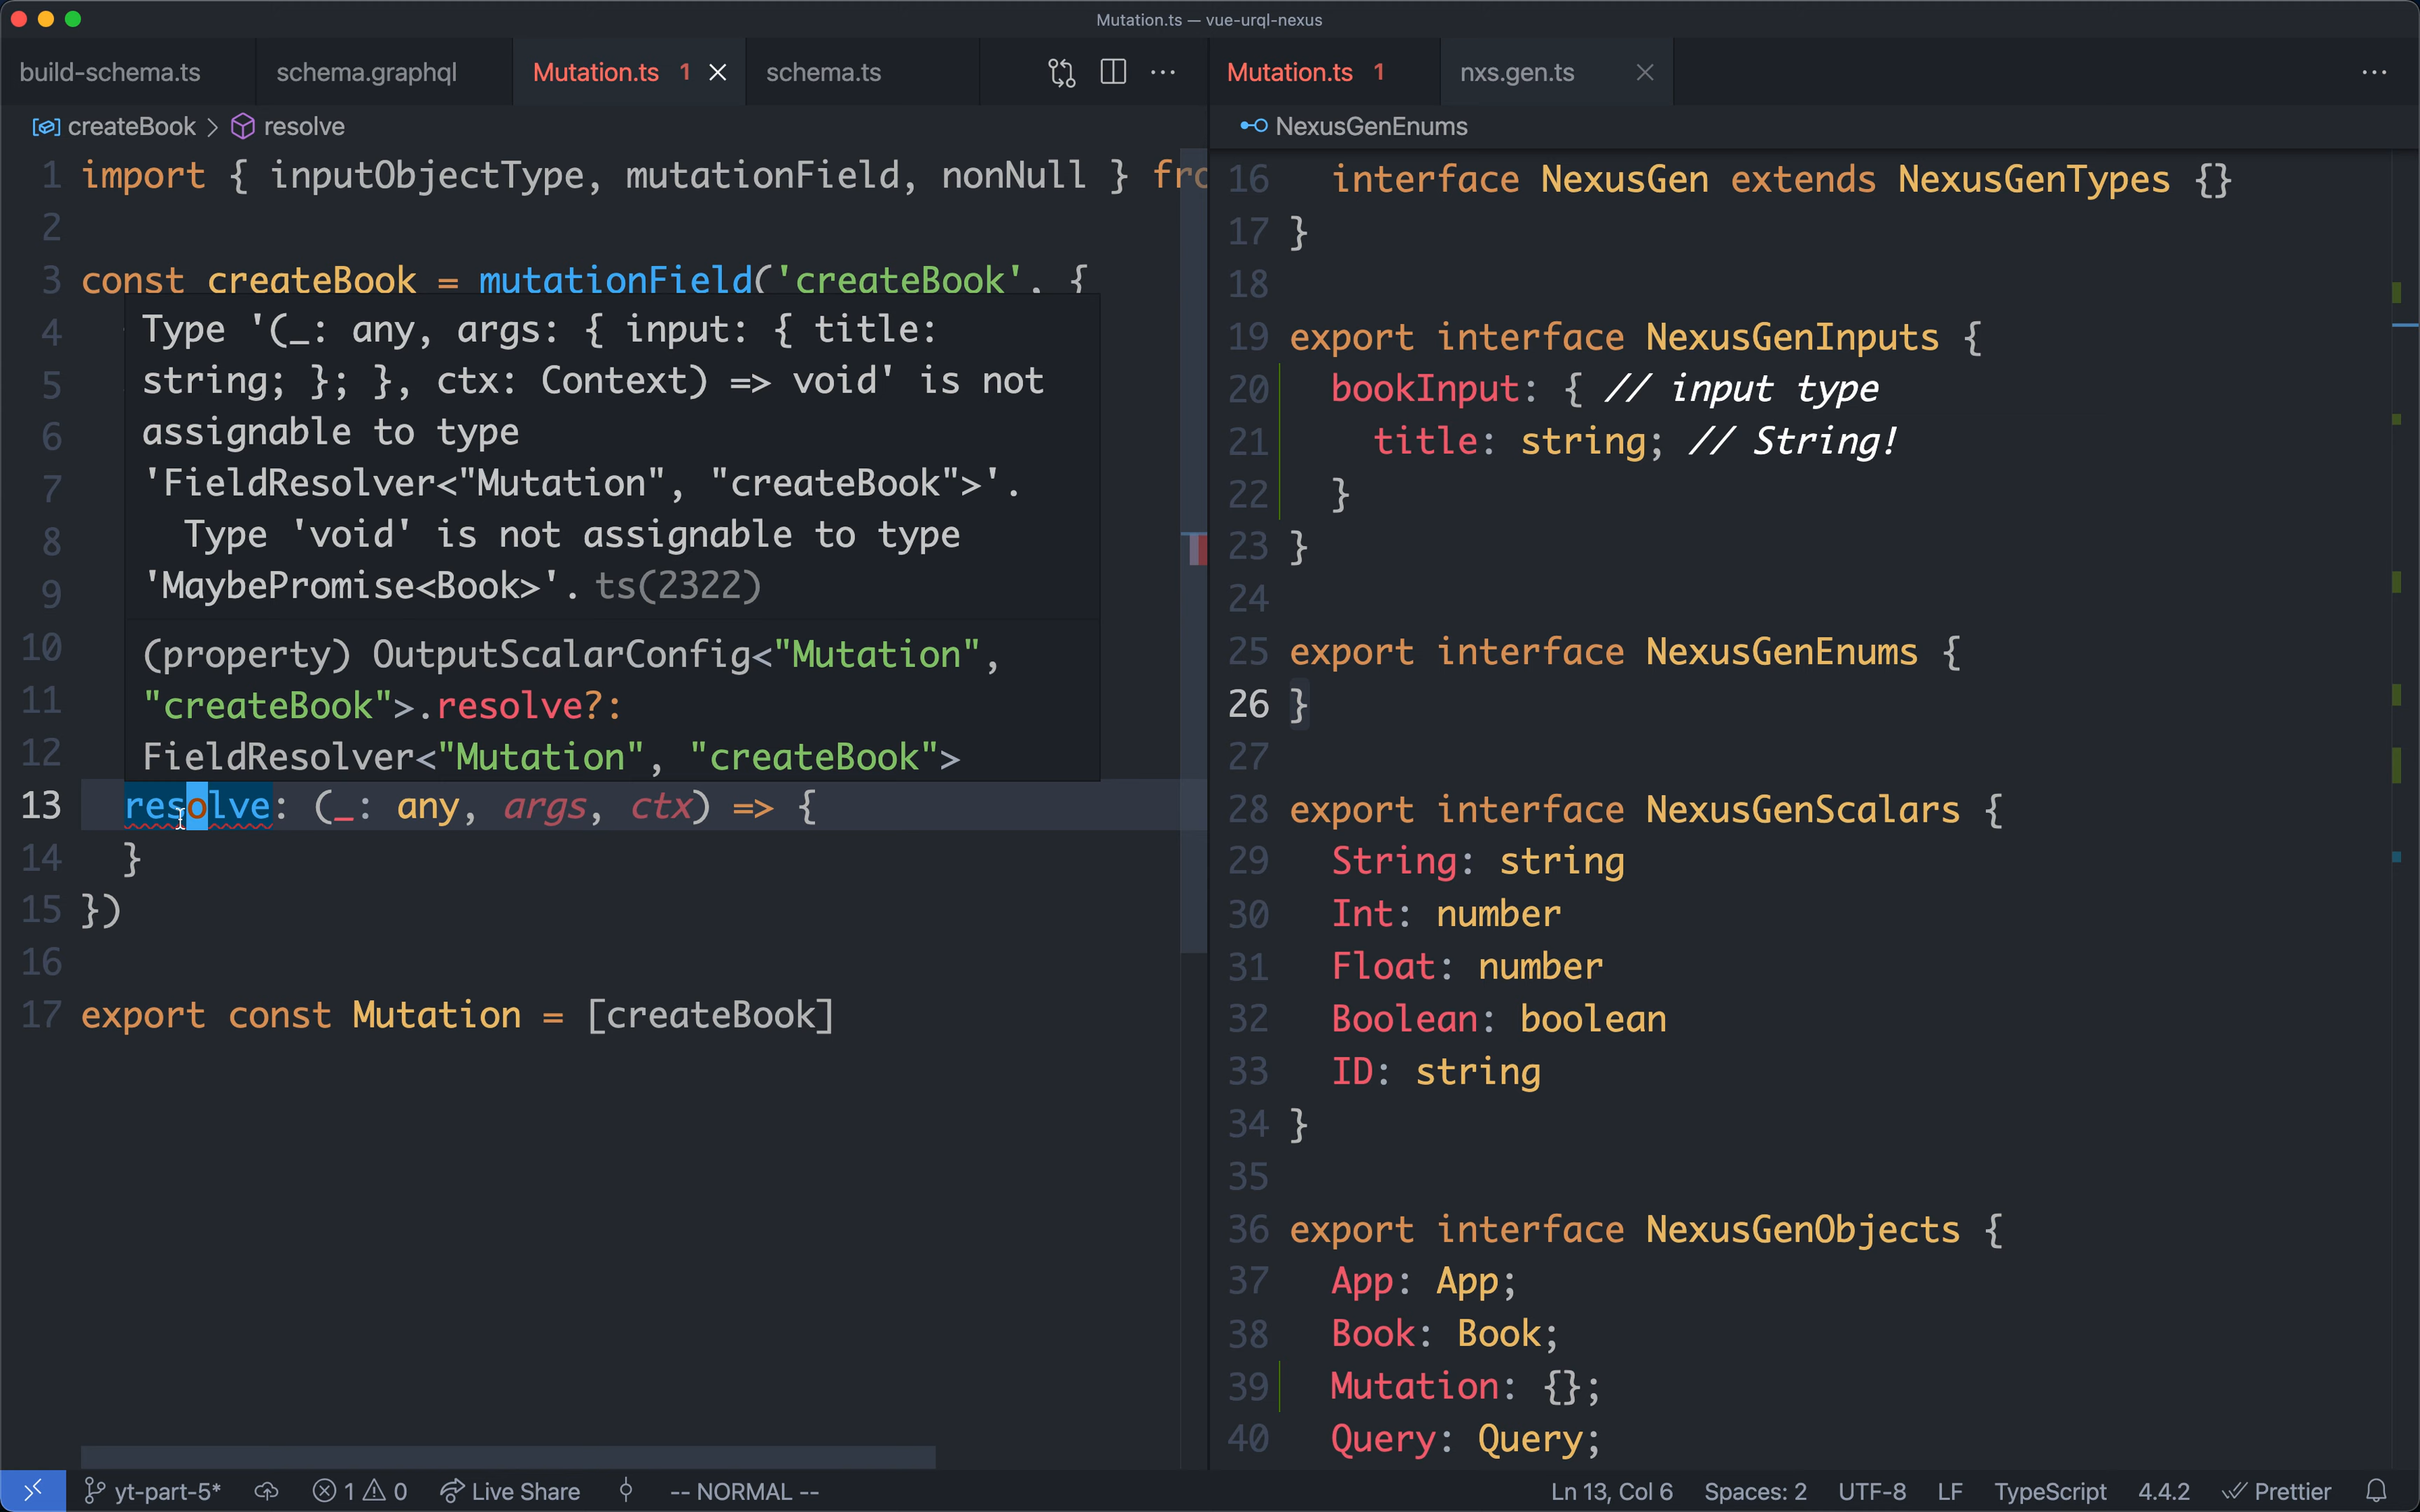 Mutation.ts — vue-urql-nexus
build-schema.ts
schema.graphql
Mutation.ts 1
schema.ts
createBook > resolve
1 import { inputObjectType, mutationField, nonNull } fro
2
3 const createBook = mutationField('createBook', {
4
5
6
7
8
9
10
11
12
Type '(_: any, args: { input: { title:
string; }; }, ctx: Context) => void' is not
assignable to type
'FieldResolver<"Mutation", "createBook">'.
Type 'void' is not assignable to type
'MaybePromise<Book>'. ts(2322)
(property) OutputScalarConfig<"Mutation",
"createBook">.resolve?:
FieldResolver<"Mutation", "createBook">
13 resolve: (_: any, args, ctx) => {
14 }
15 })
16
17 export const Mutation = [createBook]
Mutation.ts 1
nxs.gen.ts
NexusGenEnums
16 interface NexusGen extends NexusGenTypes {}
17 }
18
19 export interface NexusGenInputs {
20 bookInput: { // input type
21 title: string; // String!
22 }
23 }
24
25 export interface NexusGenEnums {
26 }
27
28 export interface NexusGenScalars {
29 String: string
30 Int: number
31 Float: number
32 Boolean: boolean
33 ID: string
34 }
35
36 export interface NexusGenObjects {
37 App: App;
38 Book: Book;
39 Mutation: {};
40 Query: Query;
yt-part-5* 1 0 Live Share -- NORMAL -- Ln 13, Col 6 Spaces: 2 UTF-8 LF TypeScript 4.4.2 Prettier